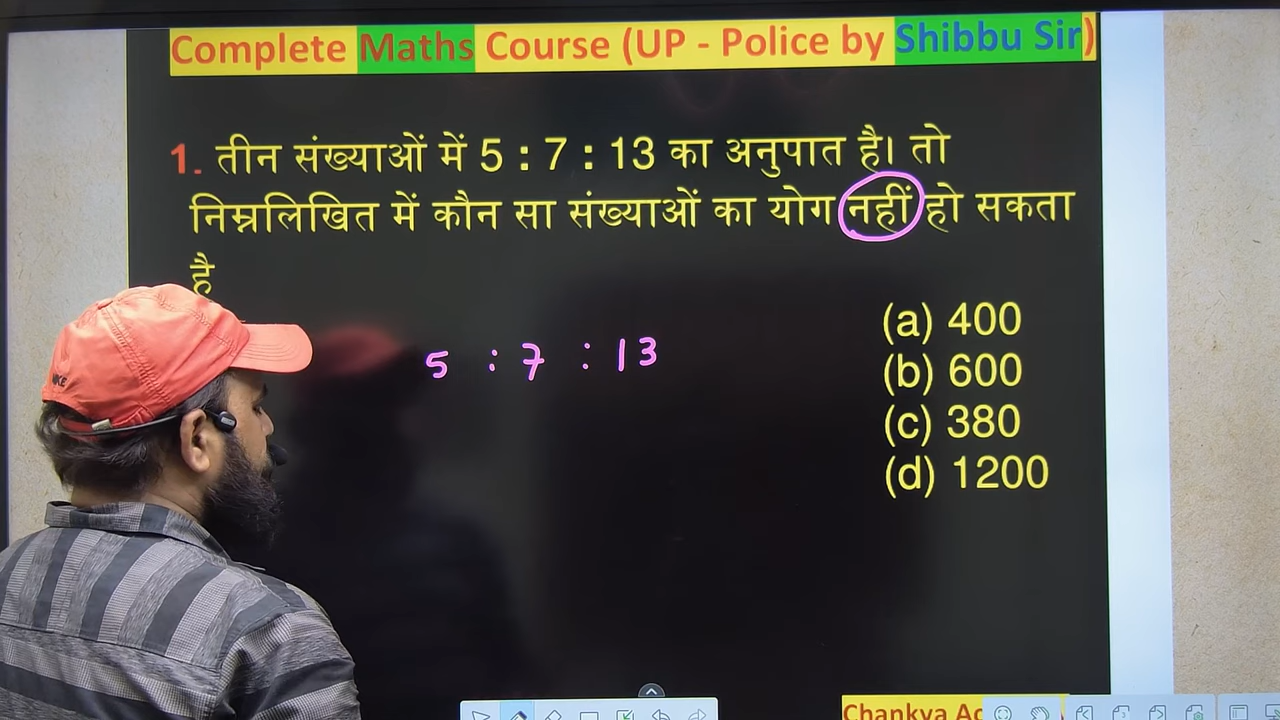 Complete Maths Course (UP - Police by Shibbu Sir)
1. तीन संख्याओं में 5 : 7 : 13 का अनुपात है। तो
निम्नलिखित में कौन सा संख्याओं का योग नहीं हो सकता
है
(a) 400
5 : 7 : 13
(b) 600
(c) 380
(d) 1200
Chankya